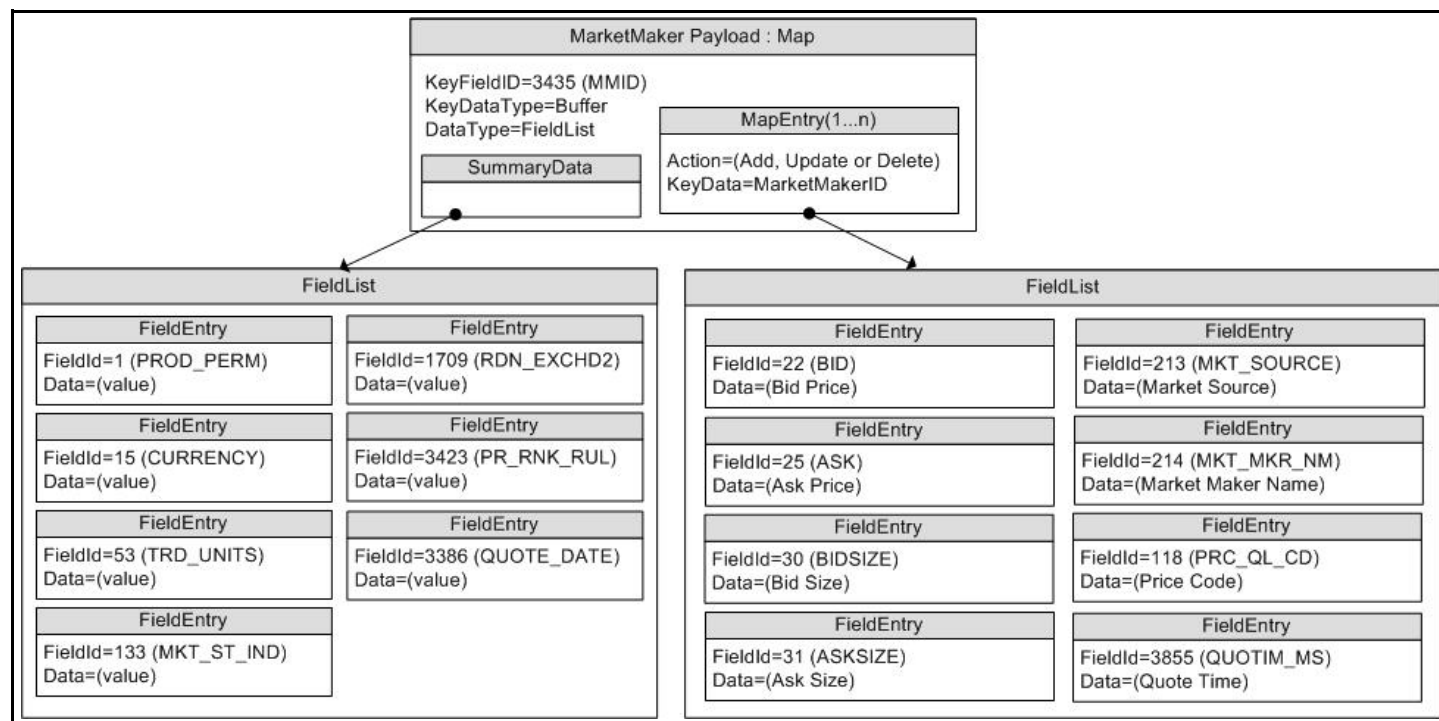 MarketMaker Payload : Map
KeyFieldID=3435 (MMID)
KeyDataType=Buffer
DataType=FieldList
SummaryData
MapEntry(1...n)
Action=(Add, Update or Delete)
KeyData=MarketMakerID
FieldList
FieldEntry
FieldId=1 (PROD_PERM)
Data=(value)
FieldEntry
FieldId=1709 (RDN_EXCHD2)
Data=(value)
FieldEntry
FieldId=15 (CURRENCY)
Data=(value)
FieldEntry
FieldId=3423 (PR_RNK_RUL)
Data=(value)
FieldEntry
FieldId=53 (TRD_UNITS)
Data=(value)
FieldEntry
FieldId=3386 (QUOTE_DATE)
Data=(value)
FieldEntry
FieldId=133 (MKT_ST_IND)
Data=(value)
FieldList
FieldEntry
FieldId=22 (BID)
Data=(Bid Price)
FieldEntry
FieldId=213 (MKT_SOURCE)
Data=(Market Source)
FieldEntry
FieldId=25 (ASK)
Data=(Ask Price)
FieldEntry
FieldId=214 (MKT_MKR_NM)
Data=(Market Maker Name)
FieldEntry
FieldId=30 (BIDSIZE)
Data=(Bid Size)
FieldEntry
FieldId=118 (PRC_QL_CD)
Data=(Price Code)
FieldEntry
FieldId=31 (ASKSIZE)
Data=(Ask Size)
FieldEntry
FieldId=3855 (QUOTIM_MS)
Data=(Quote Time)